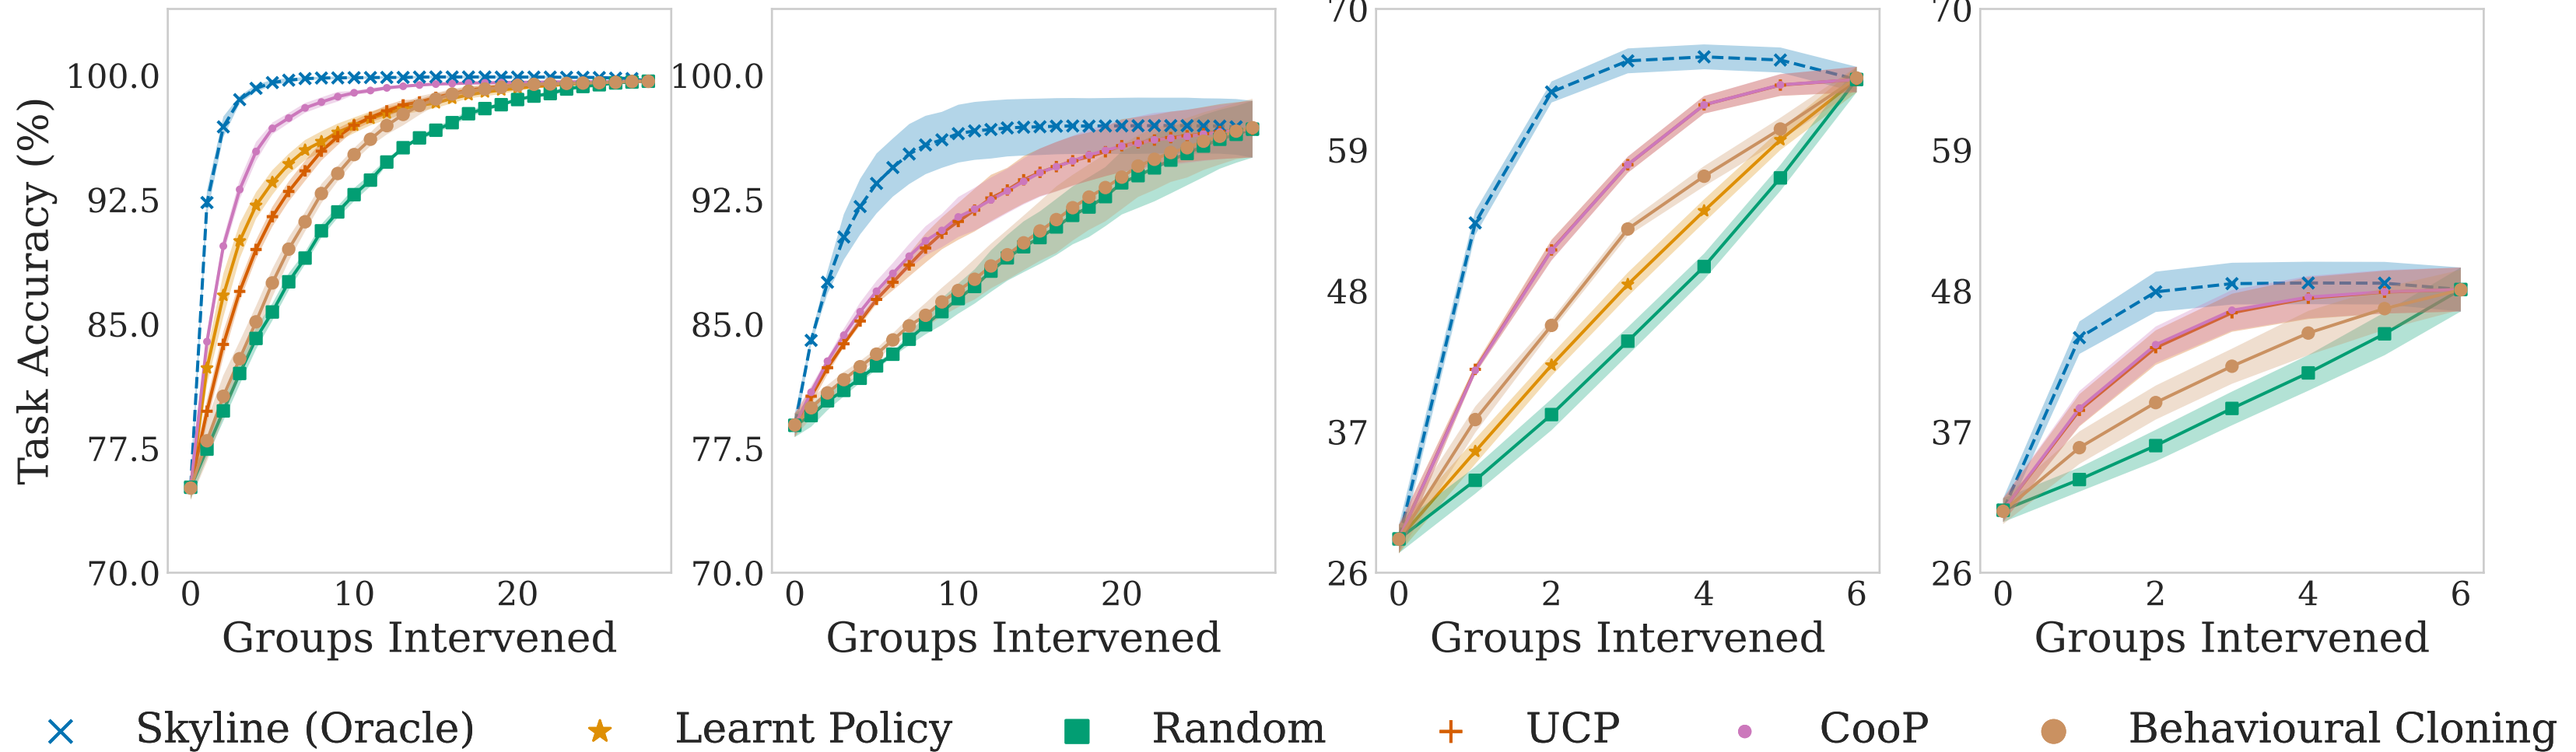 Task Accuracy (%)
100.0
92.5
85.0
77.5
70.0
0 10 20
Groups Intervened
100.0
92.5
85.0
77.5
70.0
0 10 20
Groups Intervened
70
59
48
37
26
0 2 4 6
Groups Intervened
70
59
48
37
26
0 2 4 6
Groups Intervened
Skyline (Oracle) Learnt Policy Random UCP CooP Behavioural Cloning